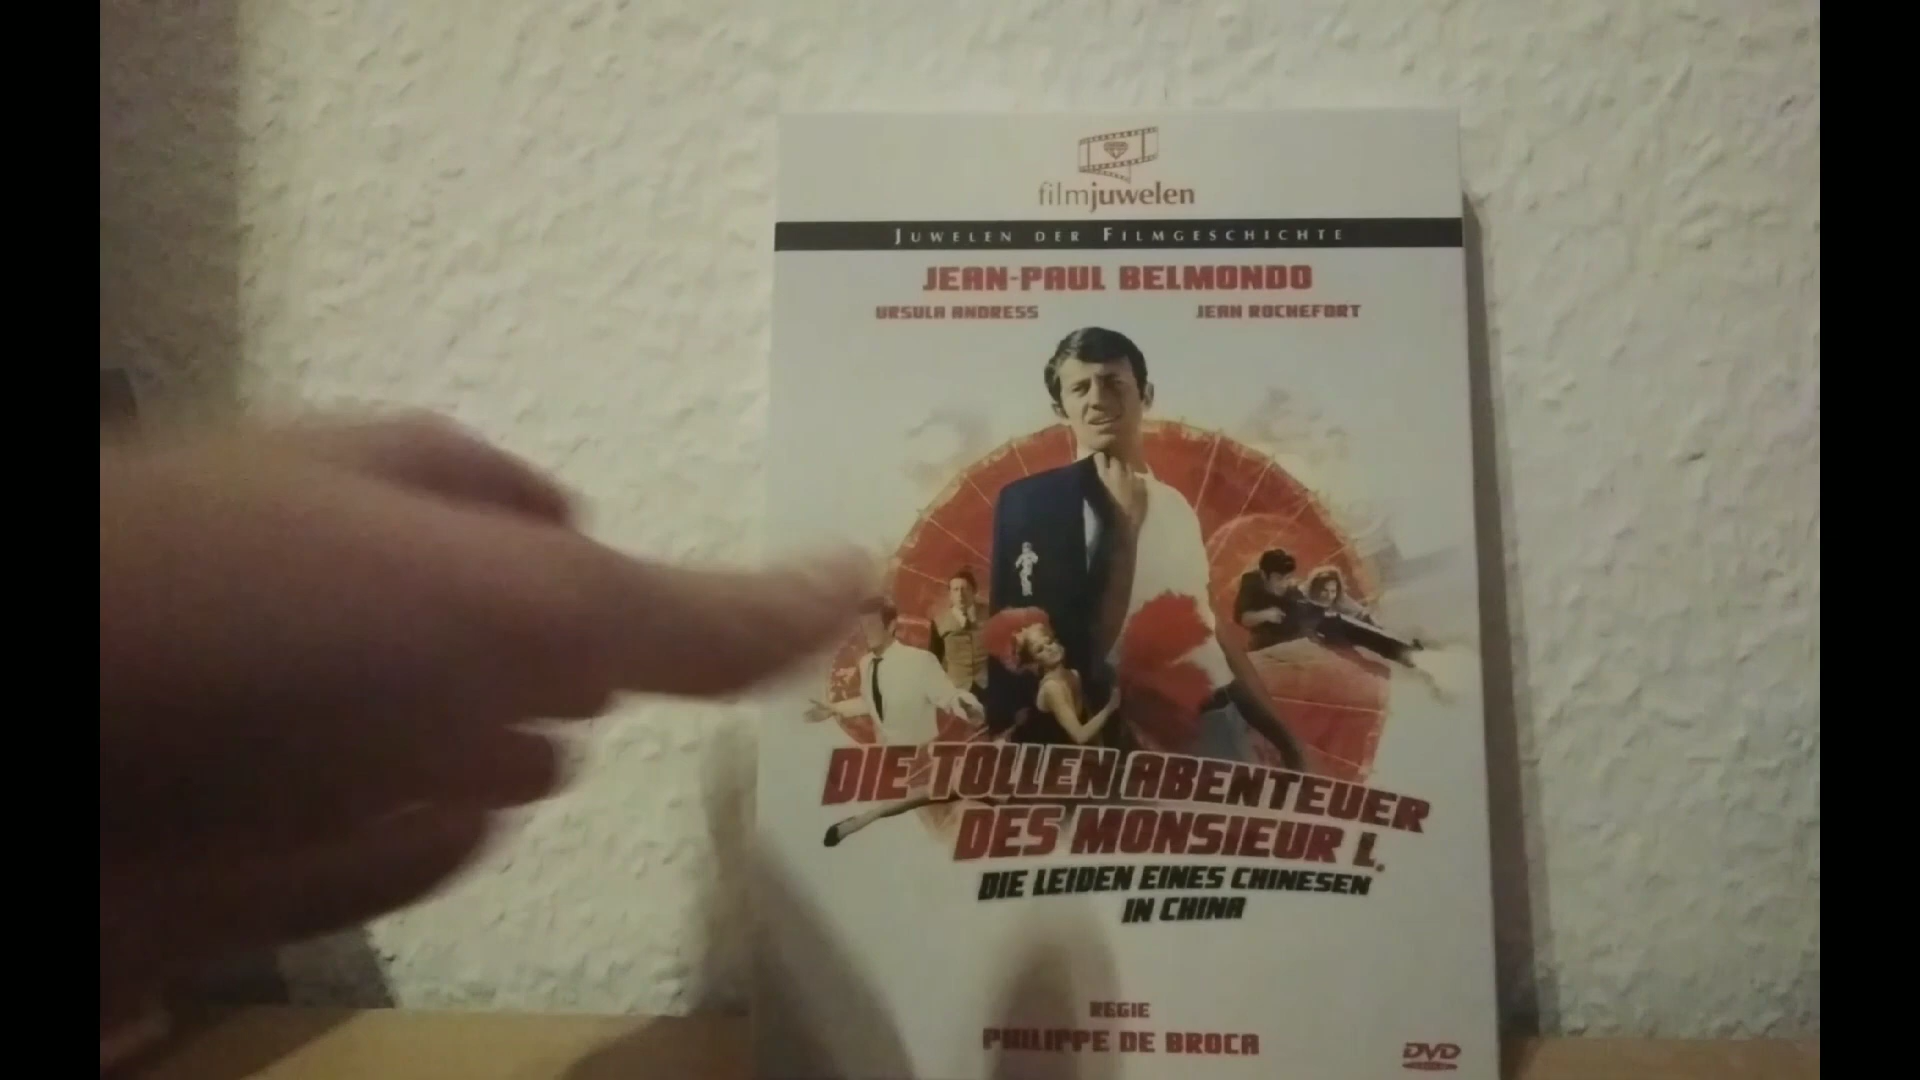 filmjuwelen
JUWELEN DER FILMGESCHICHTE
JEAN-PAUL BELMONDO
URSULA ANDRESS JEAN ROCHEFORT
DIE TOLLEN ABENTEUER
DES MONSIEUR L.
DIE LEIDEN EINES CHINESEN
IN CHINA
REGIE
PHILIPPE DE BROCA
DVD